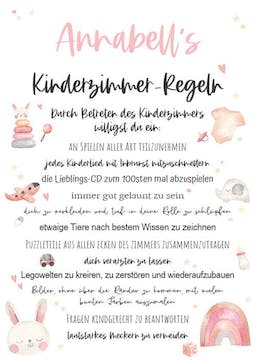 Annabell's
Kinderzimmer-Regeln
Durch Betreten des Kinderzimmers
willigst du ein:
AN SPIELEN ALLER ART TEILZUNEHMEN
jedes Kinderlied mit Inbrunst mitzuschmettern
die Lieblings-CD zum 100sten mal abzuspielen
immer gut gelaunt zu sein
dich zu verkleiden und tief in deine Rolle zu schlüpfen
etwaige Tiere nach bestem Wissen zu zeichnen
PUZZLETEILE AUS ALLEN ECKEN DES ZIMMERS ZUSAMMENZUTRAGEN
dich verarzten zu lassen
Legowelten zu kreiren, zu zerstören und wiederaufzubauen
Bilder, ohne über die Ränder zu kommen, mit vielen
bunten Farben auszumalen
FRAGEN KINDGERECHT ZU BEANTWORTEN
lautstarkes Meckern zu vermeiden